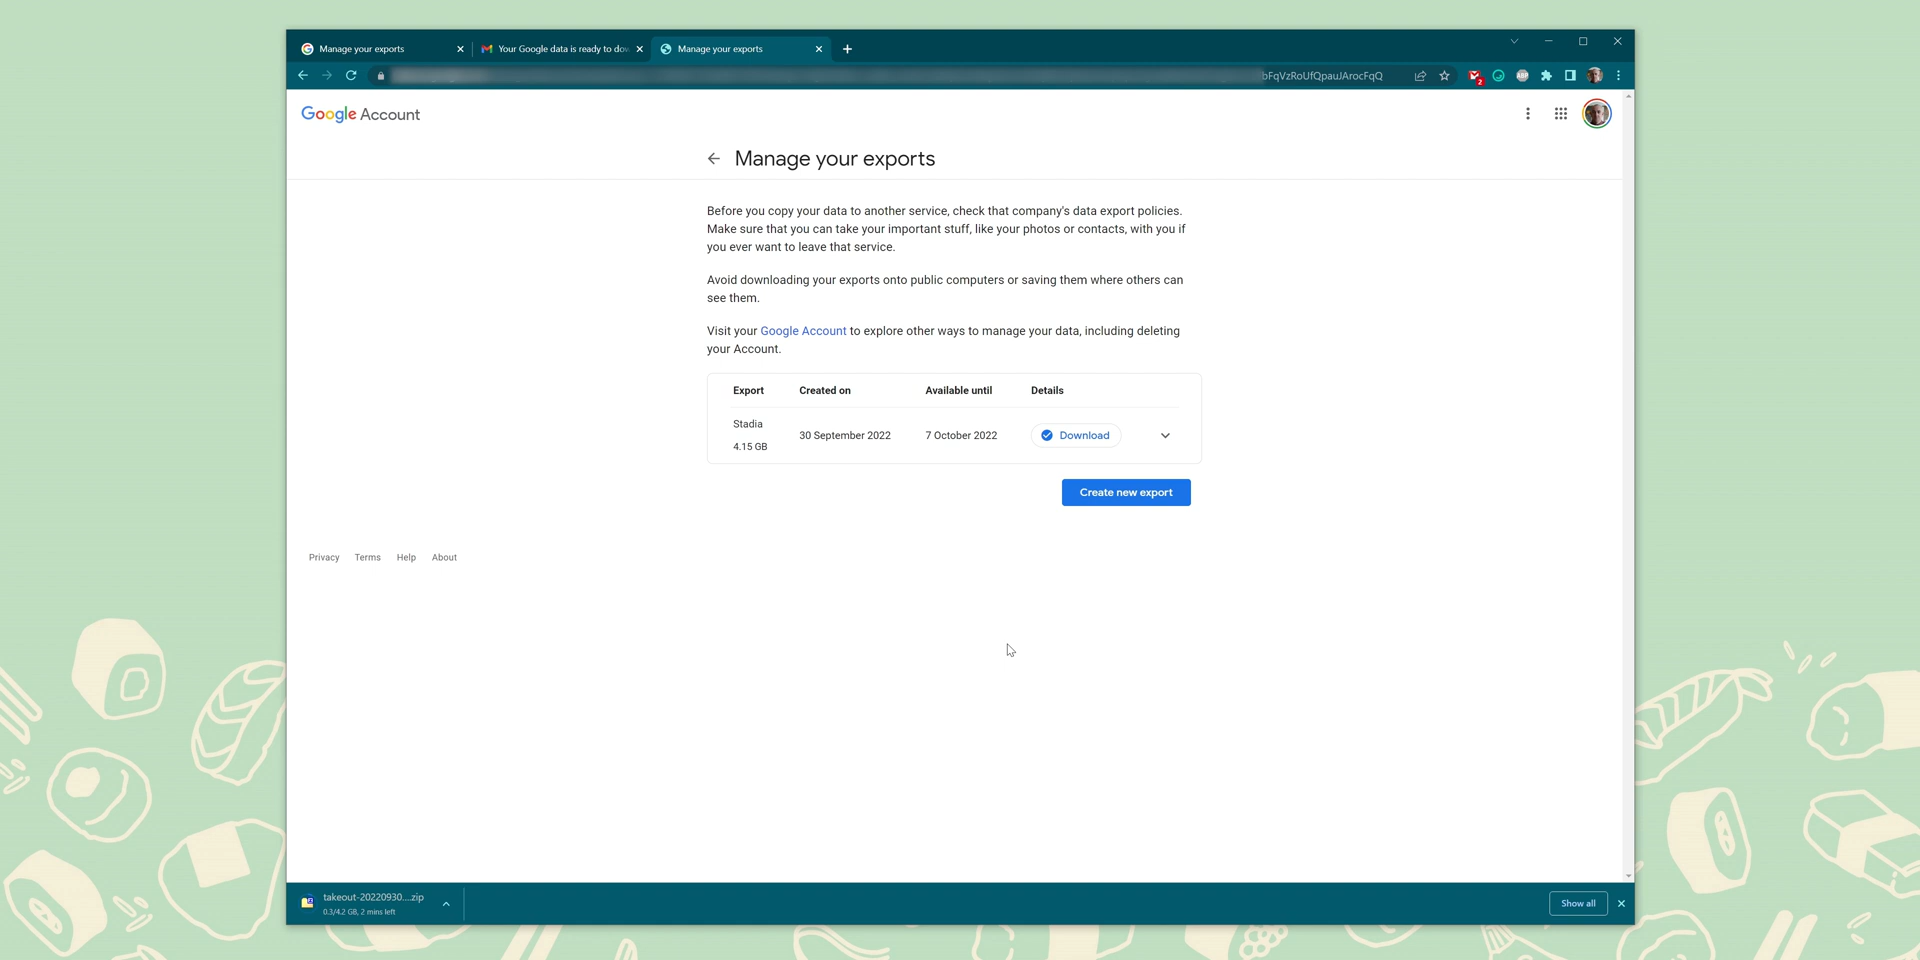 Manage your exports
Your Google data is ready to dow
Manage your exports
bFqVzRoUfQpauJArocFqQ
2
ABP
Google Account
Manage your exports
Before you copy your data to another service, check that company's data export policies.
Make sure that you can take your important stuff, like your photos or contacts, with you if
you ever want to leave that service.
Avoid downloading your exports onto public computers or saving them where others can
see them.
Visit your Google Account to explore other ways to manage your data, including deleting
your Account.
Export Created on Available until Details
Stadia
4.15 GB
30 September 2022 7 October 2022 Download
Create new export
Privacy Terms Help About
takeout-20220930....zip
0.3/4.2 GB, 2 mins left
Show all